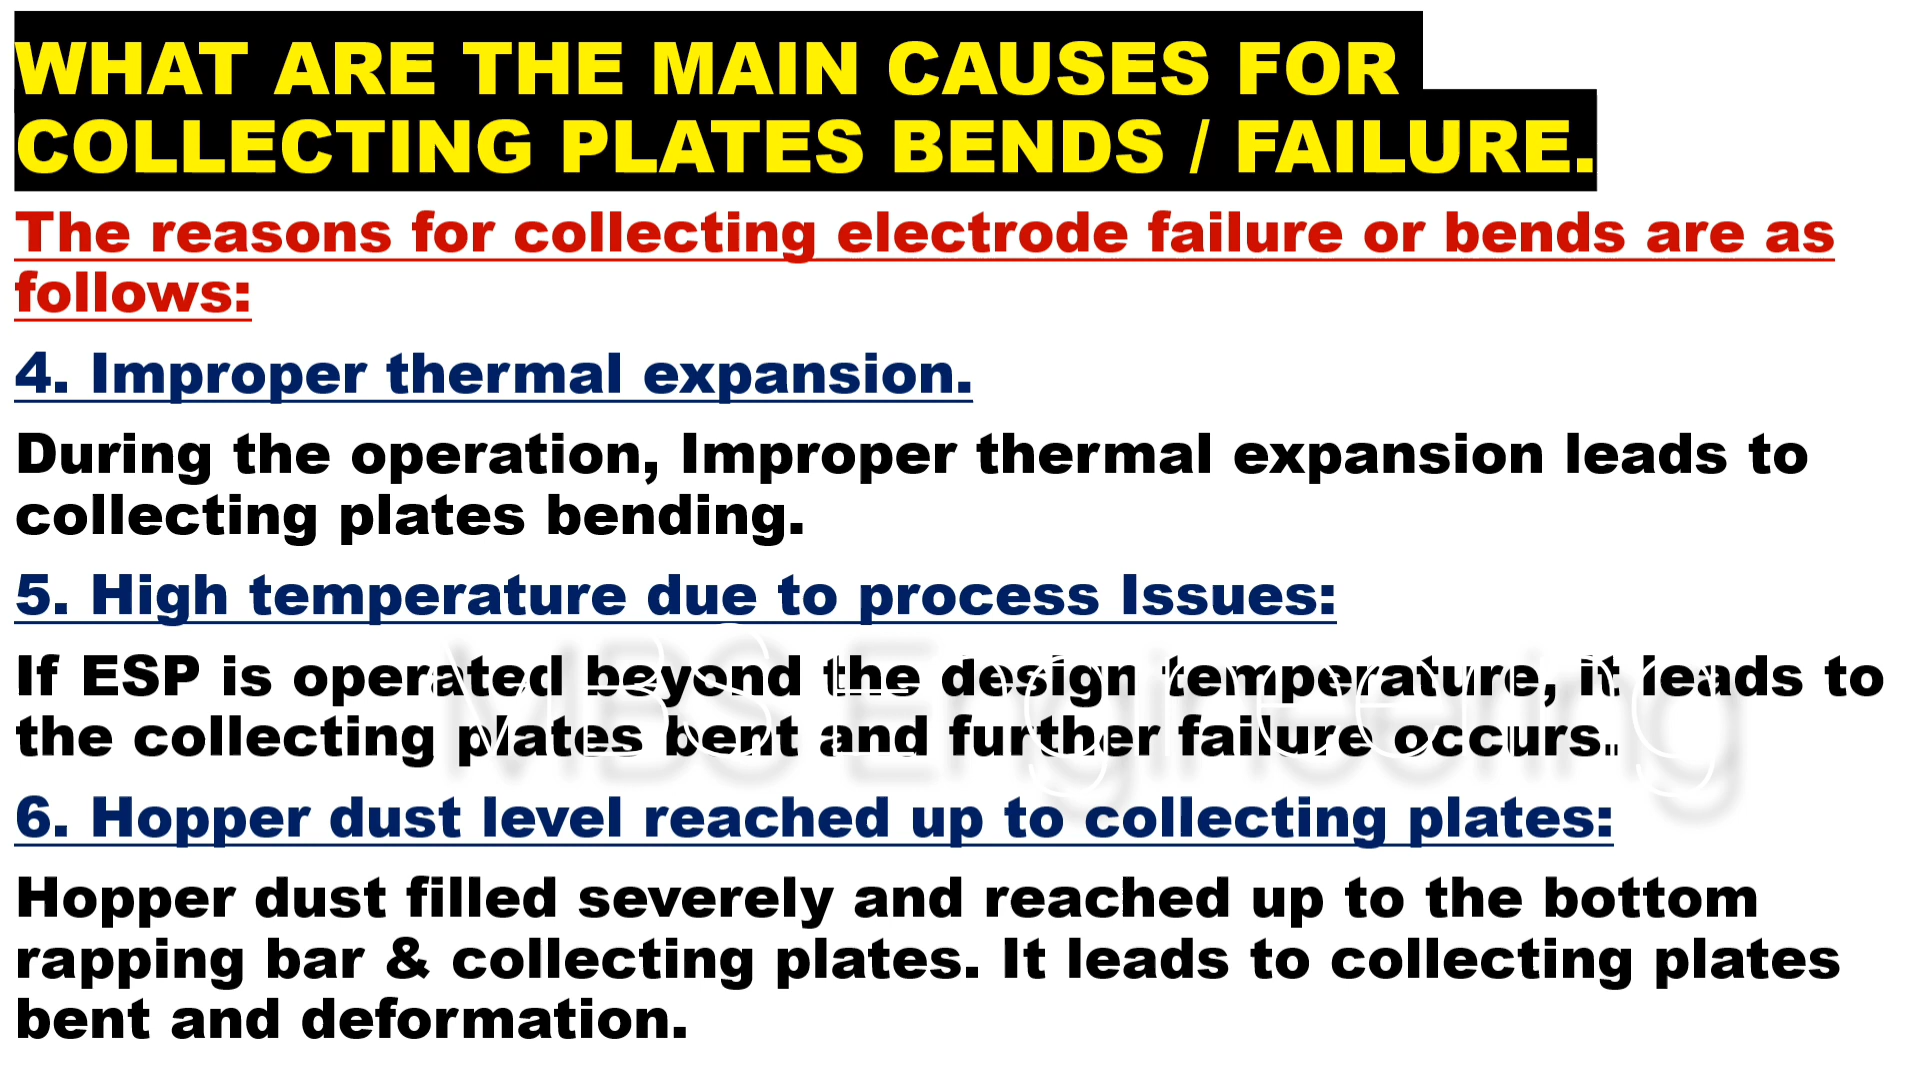 WHAT ARE THE MAIN CAUSES FOR
COLLECTING PLATES BENDS / FAILURE.
The reasons for collecting electrode failure or bends are as
follows:
4. Improper thermal expansion.
During the operation, Improper thermal expansion leads to
collecting plates bending.
5. High temperature due to process Issues:
If ESP is operated beyond the design temperature, it leads to
the collecting plates bent and further failure occurs.
MBS Engineering
6. Hopper dust level reached up to collecting plates:
Hopper dust filled severely and reached up to the bottom
rapping bar & collecting plates. It leads to collecting plates
bent and deformation.